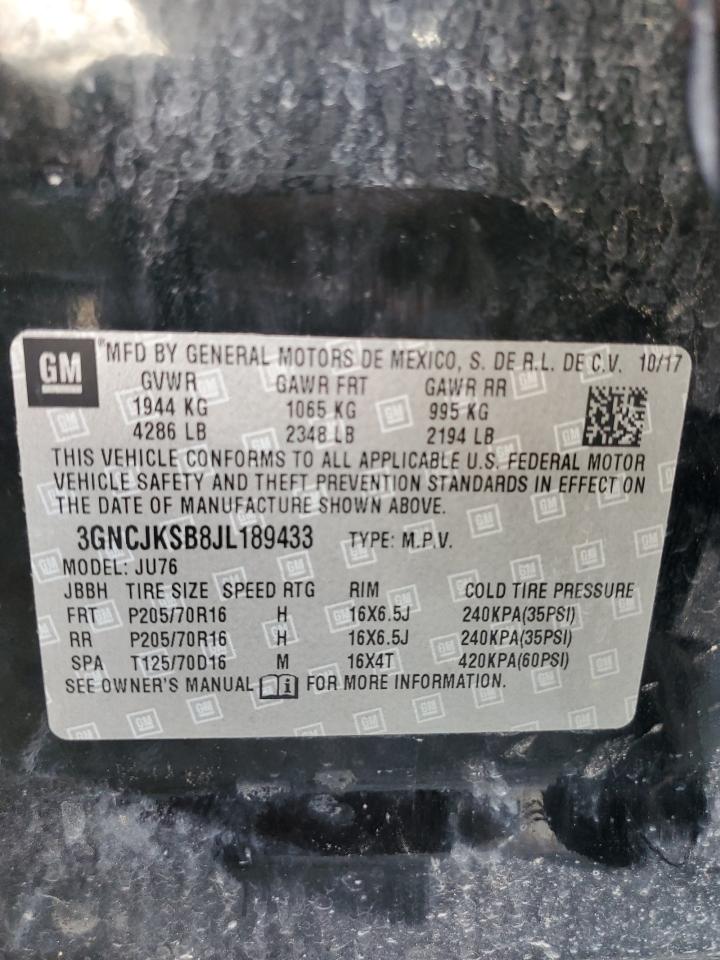 GM ®MFD BY GENERAL MOTORS DE MEXICO, S. DE R.L. DE C.V. 10/17
GVWR GAWR FRT GAWR RR
1944 KG 1065 KG 995 KG
4286 LB 2348 LB 2194 LB
THIS VEHICLE CONFORMS TO ALL APPLICABLE U.S. FEDERAL MOTOR
VEHICLE SAFETY AND THEFT PREVENTION STANDARDS IN EFFECT ON
THE DATE OF MANUFACTURE SHOWN ABOVE.
3GNCJKSB8JL189433 TYPE: M.P.V.
MODEL: JU76
JBBH TIRE SIZE SPEED RTG RIM COLD TIRE PRESSURE
FRT P205/70R16 H 16X6.5J 240KPA(35PSI)
RR P205/70R16 H 16X6.5J 240KPA(35PSI)
SPA T125/70D16 M 16X4T 420KPA(60PSI)
SEE OWNER'S MANUAL FOR MORE INFORMATION.